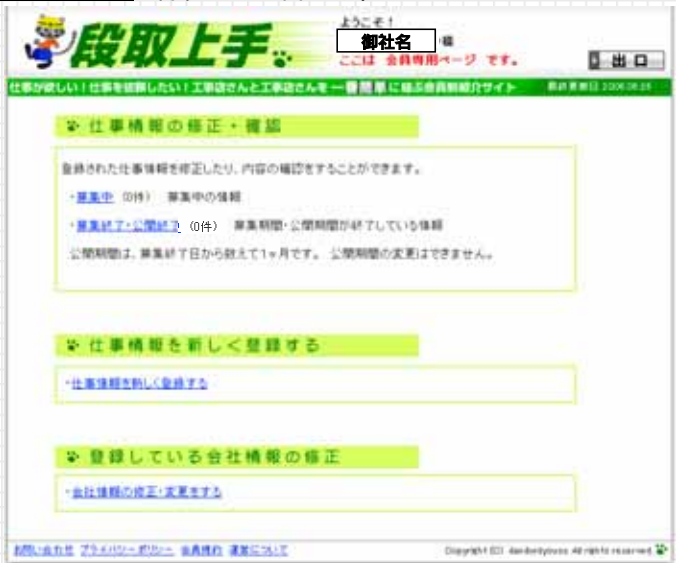 ようこそ!
段取上手
御社名 様
ここは 会員専用ページ です。
出口
仕事が欲しい!仕事を依頼したい!工事店さんと工事店さんを一番簡単に結ぶ会員制紹介サイト
最終更新日 2006.08.25
仕事情報の修正・確認
登録された仕事情報を修正したり、内容の確認をすることができます。
・募集中 (0件) 募集中の情報
・募集終了・公開終了 (0件) 募集期間・公開期間が終了している情報
公開期間は、募集終了日から数えて1ヶ月です。 公開期間の変更はできません。
仕事情報を新しく登録する
・仕事情報を新しく登録する
登録している会社情報の修正
・会社情報の修正・変更をする
お問い合わせ プライバシーポリシー 会員規約 運営について
Copyright (C) All rights reserved.